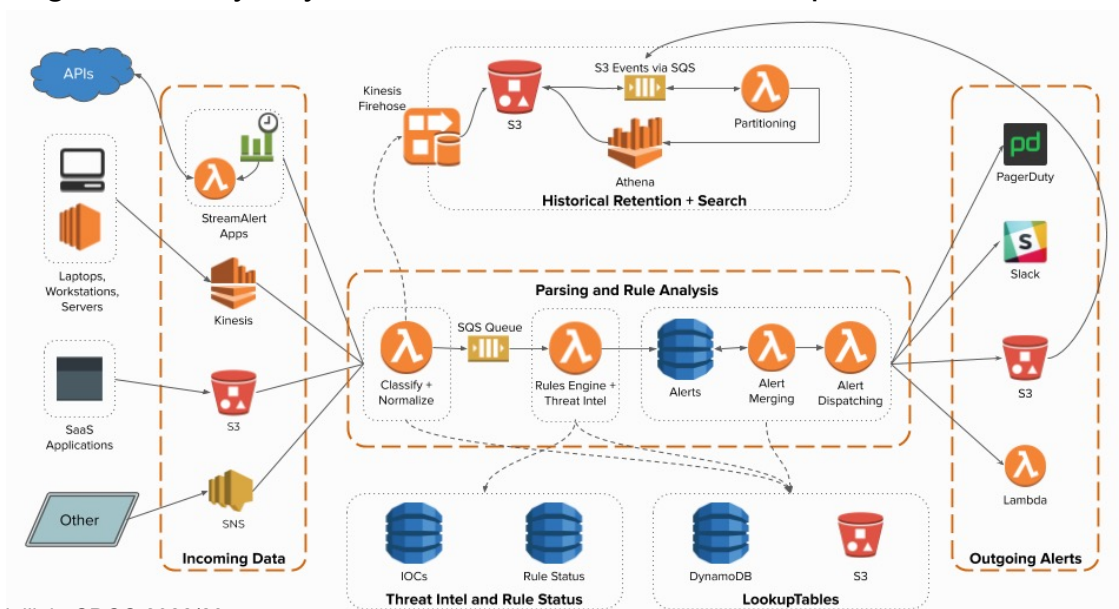 APIs
Kinesis
Firehose
S3
S3 Events via SQS
Partitioning
Athena
Historical Retention + Search
StreamAlert
Apps
Laptops,
Workstations,
Servers
Kinesis
SaaS
Applications
S3
Other
SNS
Incoming Data
Parsing and Rule Analysis
Classify +
Normalize
SQS Queue
Rules Engine +
Threat Intel
Alerts
Alert
Merging
Alert
Dispatching
IOCs
Rule Status
Threat Intel and Rule Status
DynamoDB
S3
LookupTables
pd
PagerDuty
S
Slack
S3
Lambda
Outgoing Alerts